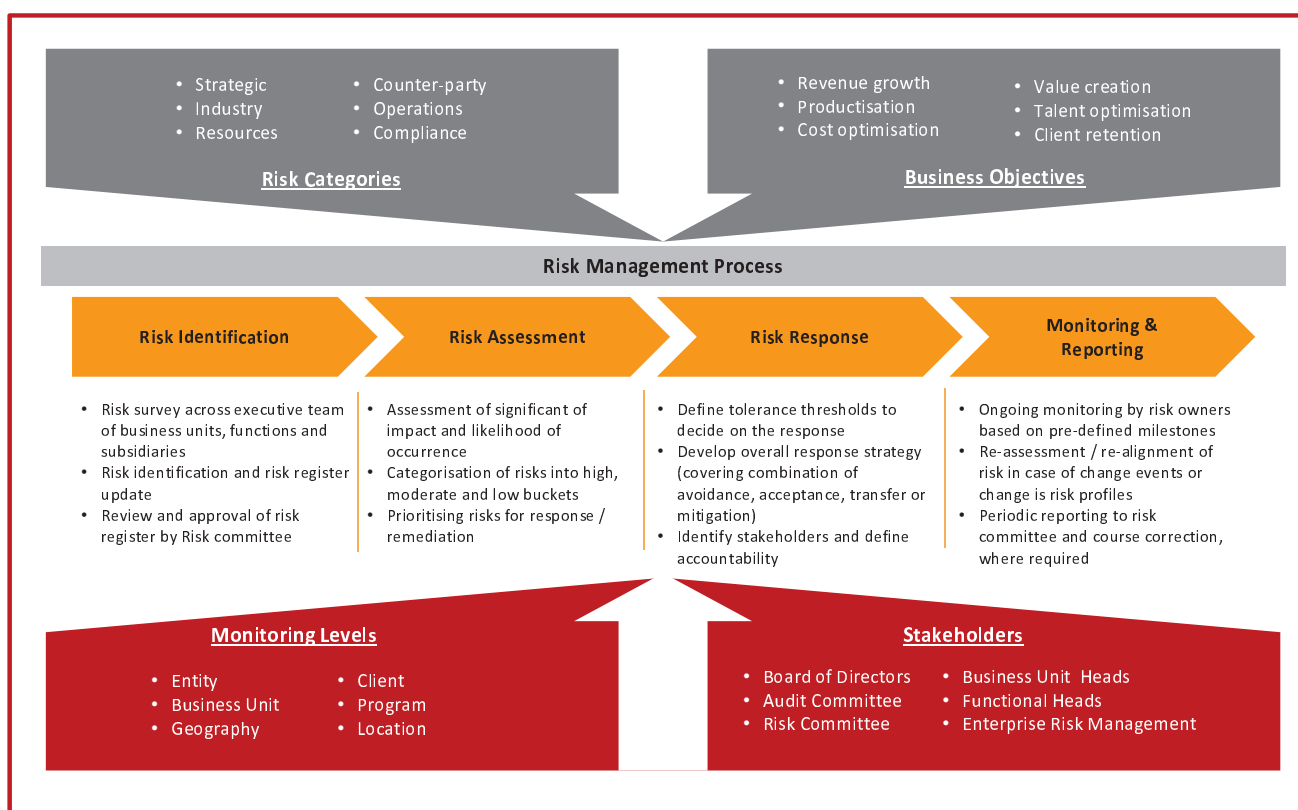 • Strategic
• Industry
• Resources
• Counter-party
• Operations
• Compliance
Risk Categories
• Revenue growth
• Productisation
• Cost optimisation
• Value creation
• Talent optimisation
• Client retention
Business Objectives
Risk Management Process
Risk Identification
• Risk survey across executive team
of business units, functions and
subsidiaries
• Risk identification and risk register
update
• Review and approval of risk
register by Risk committee
Risk Assessment
• Assessment of significant of
impact and likelihood of
occurrence
• Categorisation of risks into high,
moderate and low buckets
• Prioritising risks for response /
remediation
Risk Response
• Define tolerance thresholds to
decide on the response
• Develop overall response strategy
(covering combination of
avoidance, acceptance, transfer or
mitigation)
• Identify stakeholders and define
accountability
Monitoring &
Reporting
• Ongoing monitoring by risk owners
based on pre-defined milestones
• Re-assessment / re-alignment of
risk in case of change events or
change is risk profiles
• Periodic reporting to risk
committee and course correction,
where required
Monitoring Levels
• Entity
• Business Unit
• Geography
• Client
• Program
• Location
Stakeholders
• Board of Directors
• Audit Committee
• Risk Committee
• Business Unit Heads
• Functional Heads
• Enterprise Risk Management